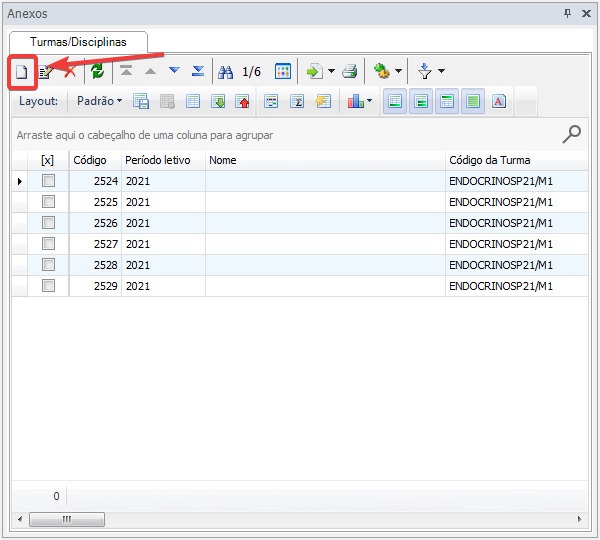 Anexos
Turmas/Disciplinas
1/6
Layout: Padrão
Arraste aqui o cabeçalho de uma coluna para agrupar
[x] Código Período letivo Nome Código da Turma
2524 2021 ENDOCRINOSP21/M1
2525 2021 ENDOCRINOSP21/M1
2526 2021 ENDOCRINOSP21/M1
2527 2021 ENDOCRINOSP21/M1
2528 2021 ENDOCRINOSP21/M1
2529 2021 ENDOCRINOSP21/M1
0